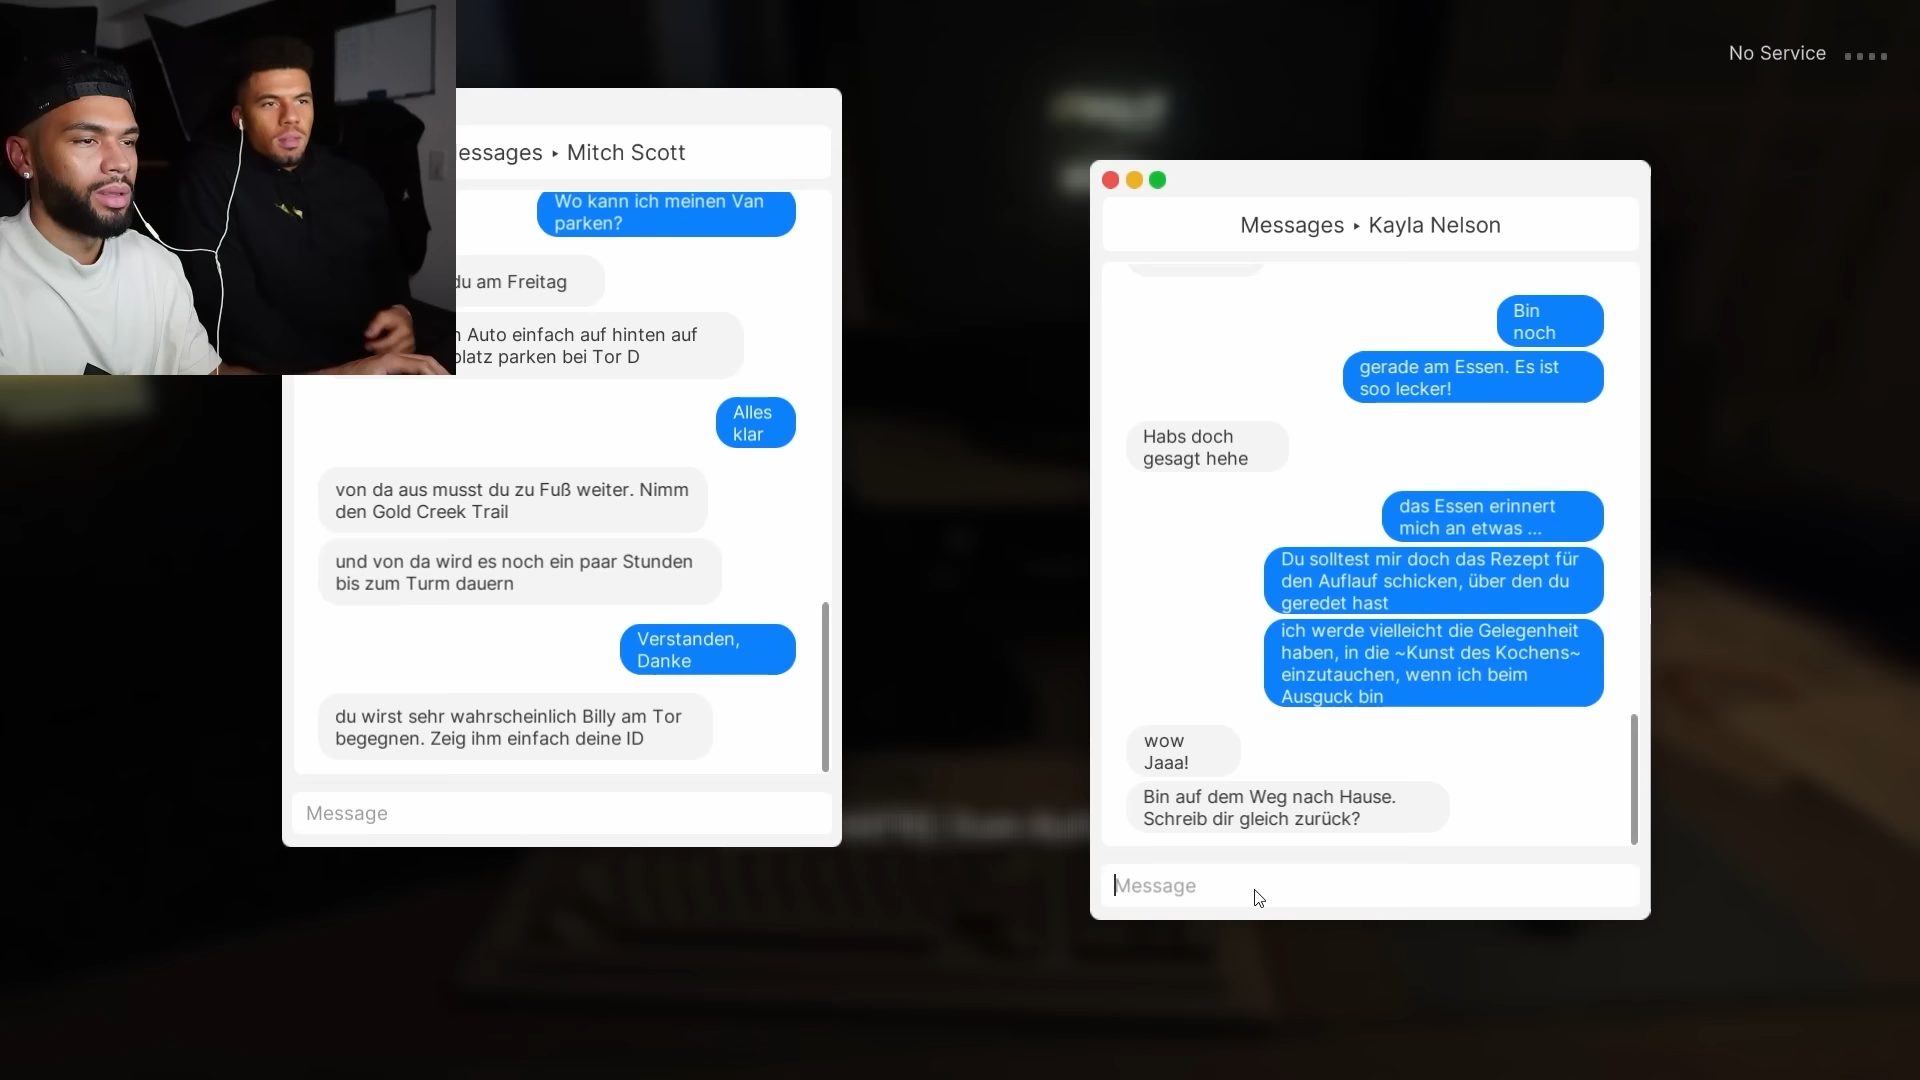 No Service
essages ‣ Mitch Scott
Wo kann ich meinen Van
parken?
du am Freitag
Auto einfach auf hinten auf
platz parken bei Tor D
Alles
klar
von da aus musst du zu Fuß weiter. Nimm
den Gold Creek Trail
und von da wird es noch ein paar Stunden
bis zum Turm dauern
Verstanden,
Danke
du wirst sehr wahrscheinlich Billy am Tor
begegnen. Zeig ihm einfach deine ID
Message
Messages ‣ Kayla Nelson
Bin
noch
gerade am Essen. Es ist
soo lecker!
Habs doch
gesagt hehe
das Essen erinnert
mich an etwas ...
Du solltest mir doch das Rezept für
den Auflauf schicken, über den du
geredet hast
ich werde vielleicht die Gelegenheit
haben, in die ~Kunst des Kochens~
einzutauchen, wenn ich beim
Ausguck bin
wow
Jaaa!
Bin auf dem Weg nach Hause.
Schreib dir gleich zurück?
Message